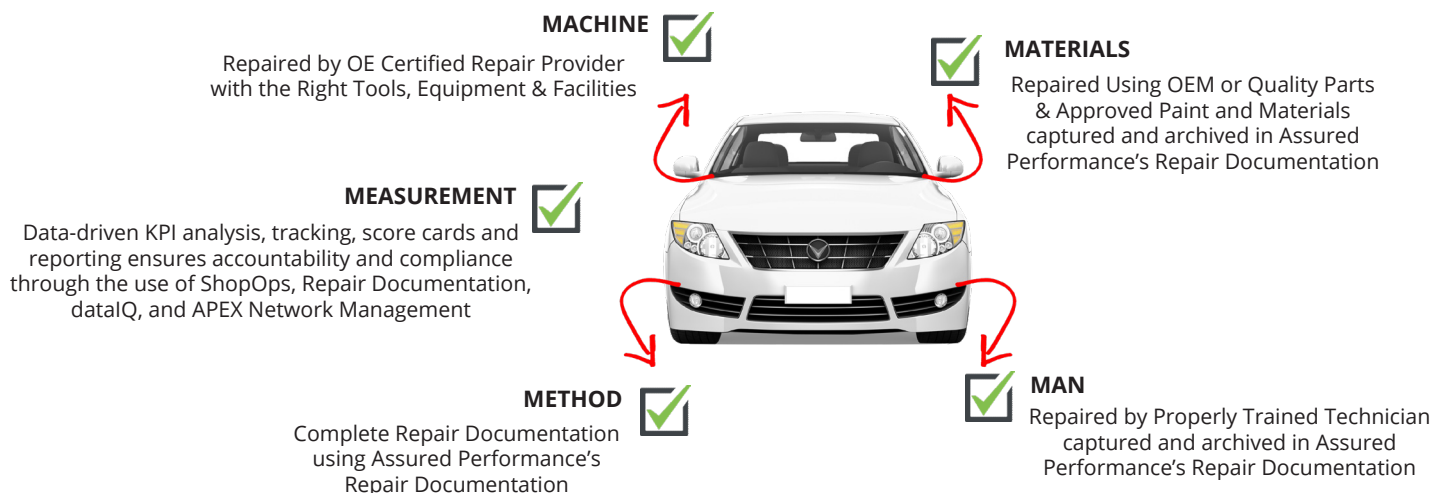 MACHINE
Repaired by OE Certified Repair Provider
with the Right Tools, Equipment & Facilities
MATERIALS
Repaired Using OEM or Quality Parts
& Approved Paint and Materials
captured and archived in Assured
Performance’s Repair Documentation
MEASUREMENT
Data-driven KPI analysis, tracking, score cards and
reporting ensures accountability and compliance
through the use of ShopOps, Repair Documentation,
dataIQ, and APEX Network Management
METHOD
Complete Repair Documentation
using Assured Performance’s
Repair Documentation
MAN
Repaired by Properly Trained Technician
captured and archived in Assured
Performance’s Repair Documentation